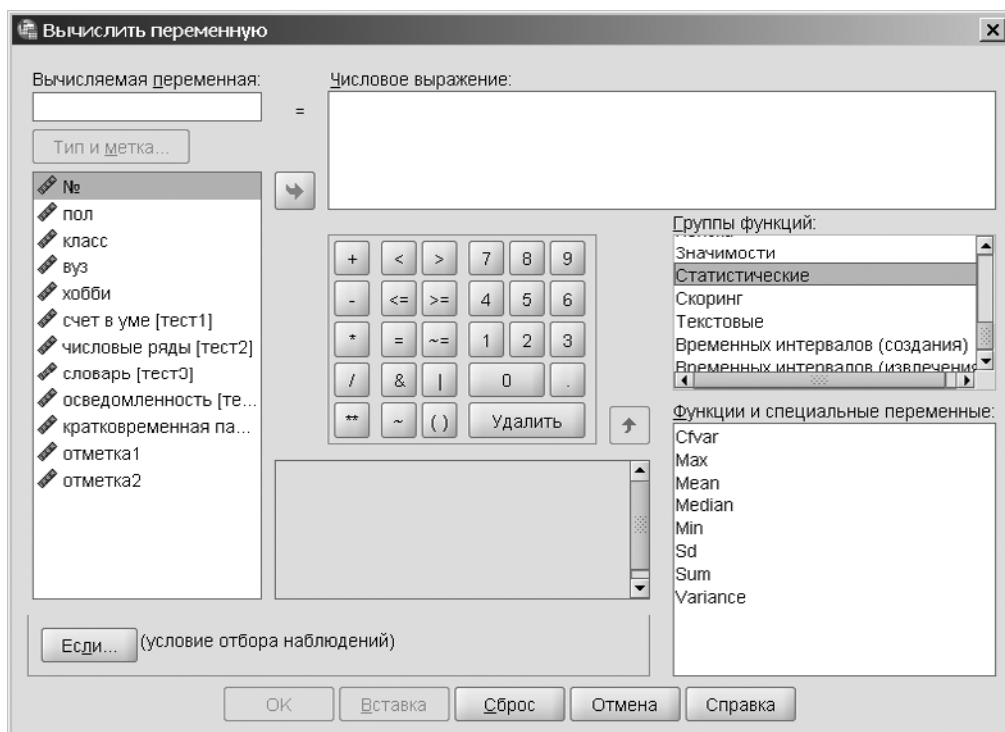 Вычислить переменную
Вычисляемая переменная:
=
Числовое выражение:
Тип и метка...
№
пол
класс
вуз
хобби
счет в уме [тест1]
числовые ряды [тест2]
словарь [тест3]
осведомленность [те...
кратковременная па...
отметка1
отметка2
+ < > 7 8 9
- <= >= 4 5 6
* = ~= 1 2 3
/ & | 0 .
** ~ ( ) Удалить
Группы функций:
Значимости
Статистические
Скоринг
Текстовые
Временных интервалов (создания)
Временных интервалов (извлечения
Функции и специальные переменные:
Cfvar
Max
Mean
Median
Min
Sd
Sum
Variance
Если... (условие отбора наблюдений)
OK Вставка Сброс Отмена Справка